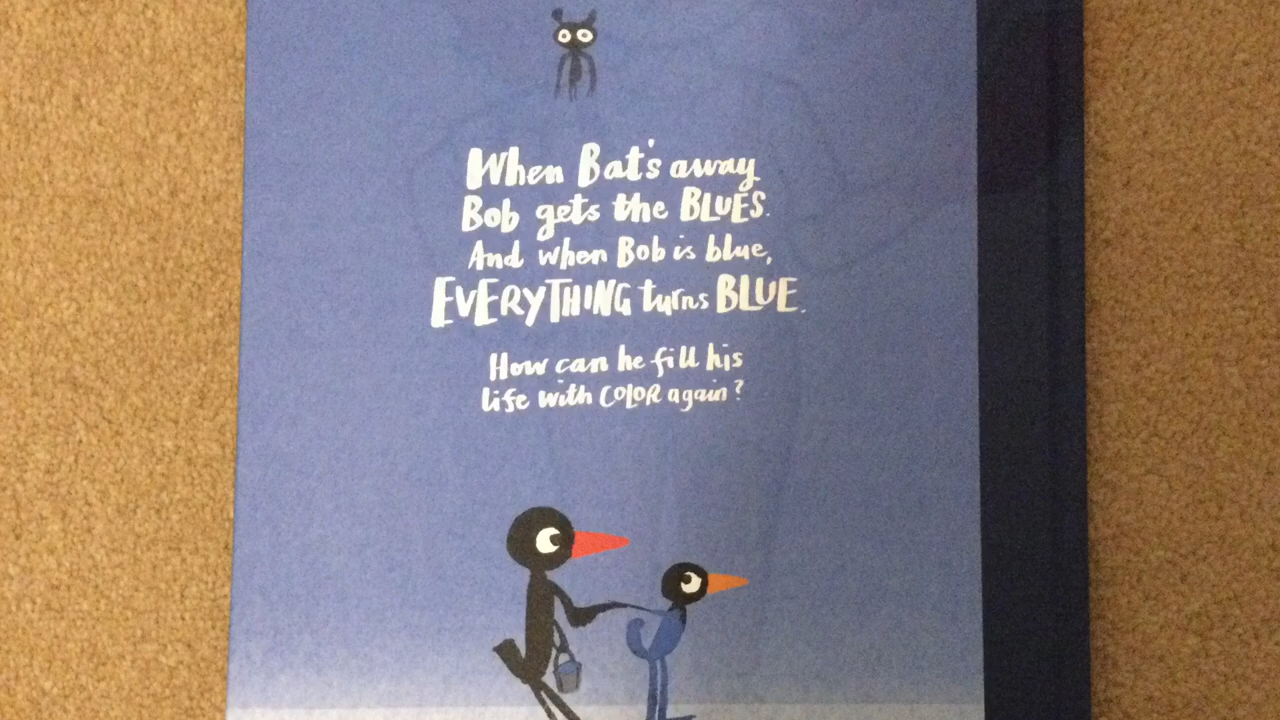 When Bat's away
Bob gets the BLUES.
And when Bob is blue,
EVERYTHING turns BLUE.
How can he fill his
life with COLOR again?